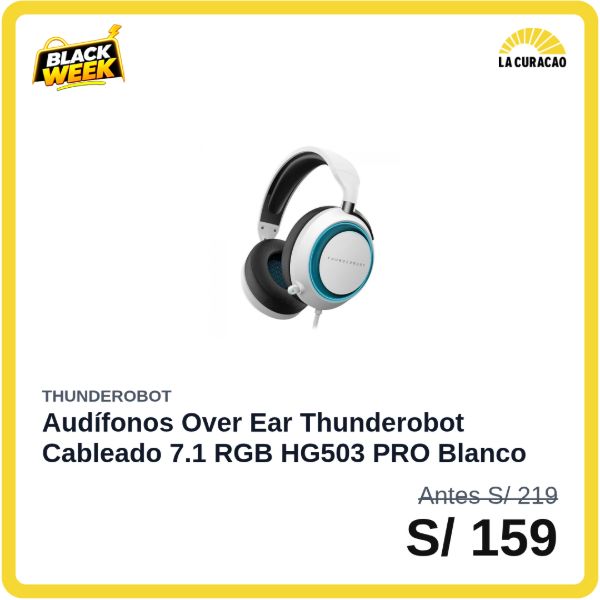 BLACK
WEEK
LA CURACAO
THUNDEROBOT
THUNDEROBOT
Audífonos Over Ear Thunderobot
Cableado 7.1 RGB HG503 PRO Blanco
Antes S/ 219
S/ 159